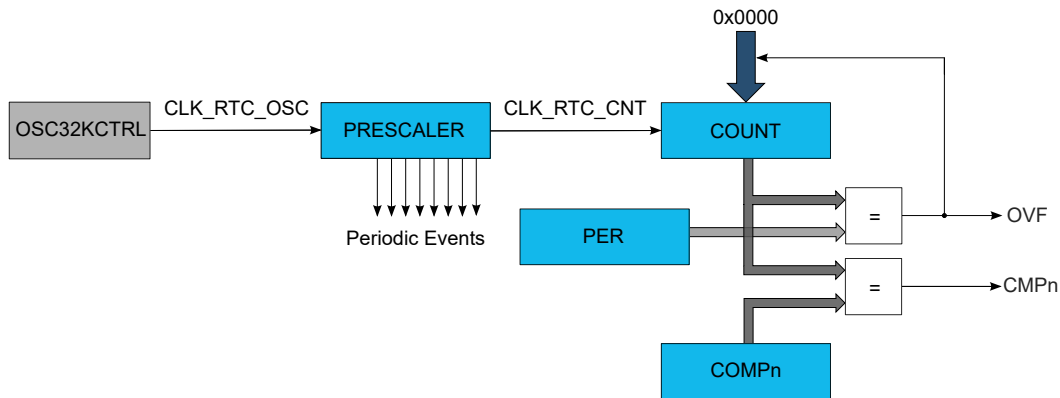 0x0000
CLK_RTC_OSC
CLK_RTC_CNT
OSC32KCTRL
PRESCALER
COUNT
Periodic Events
PER
=
OVF
=
CMPn
COMPn